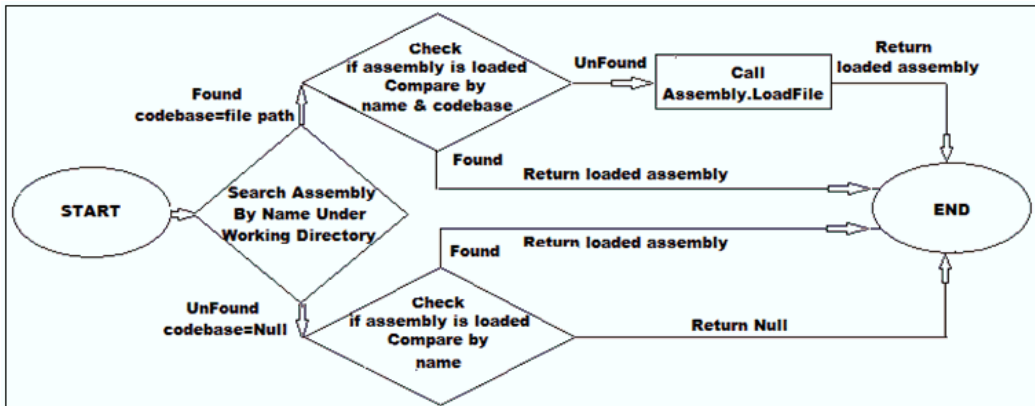 START
Search Assembly
By Name Under
Working Directory
Found
codebase=file path
Check
if assembly is loaded
Compare by
name & codebase
UnFound
Call
Assembly.LoadFile
Return
loaded assembly
Found
Return loaded assembly
UnFound
codebase=Null
Check
if assembly is loaded
Compare by
name
Found
Return loaded assembly
Return Null
END